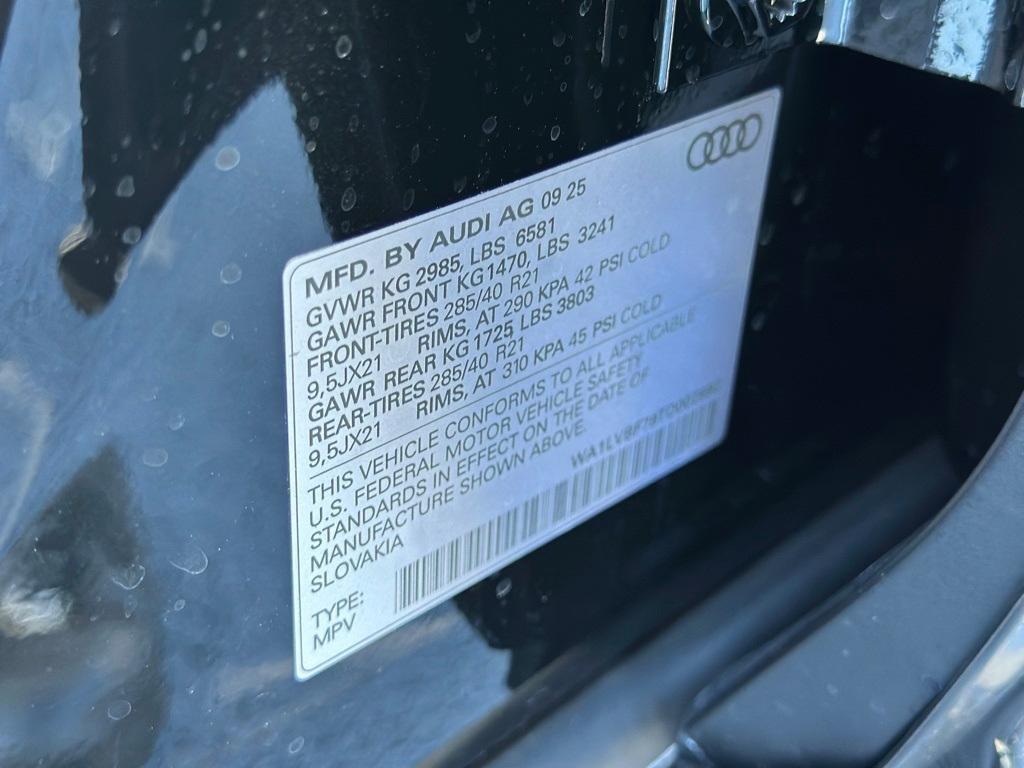 MFD. BY AUDI AG 09 25
GVWR KG 2985, LBS 6581
GAWR FRONT KG1470, LBS 3241
FRONT-TIRES 285/40 R21
9,5JX21 RIMS, AT 290 KPA 42 PSI COLD
GAWR REAR KG 1725 LBS 3803
REAR-TIRES 285/40 R21
9,5JX21 RIMS, AT 310 KPA 45 PSI COLD
THIS VEHICLE CONFORMS TO ALL APPLICABLE
U.S. FEDERAL MOTOR VEHICLE SAFETY
STANDARDS IN EFFECT ON THE DATE OF
MANUFACTURE SHOWN ABOVE.
SLOVAKIA
TYPE:
MPV